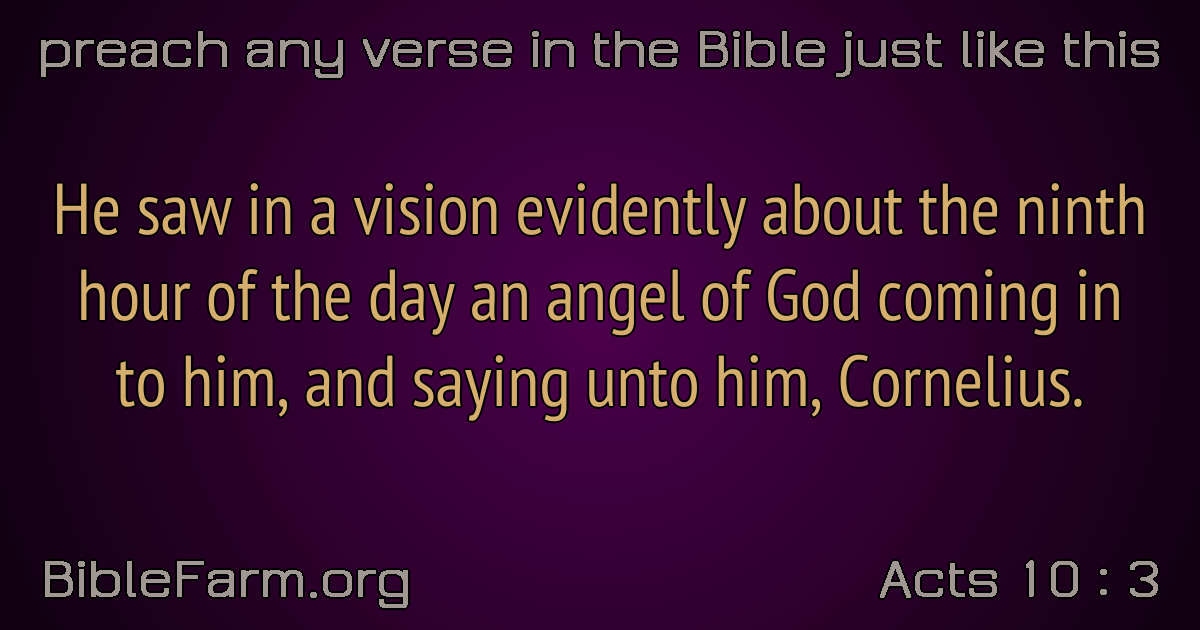 preach any verse in the Bible just like this
He saw in a vision evidently about the ninth
hour of the day an angel of God coming in
to him, and saying unto him, Cornelius.
BibleFarm.org
Acts 10 : 3